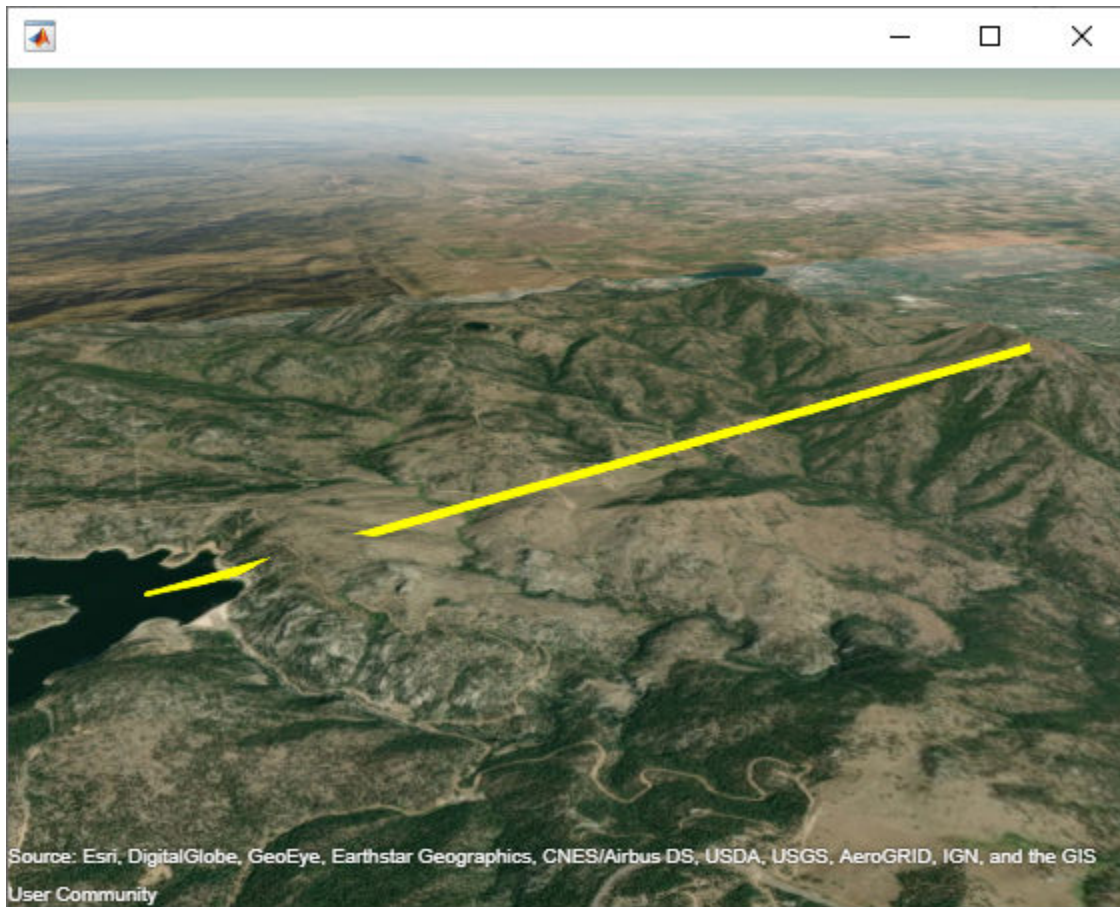 Source: Esri, DigitalGlobe, GeoEye, Earthstar Geographics, CNES/Airbus DS, USDA, USGS, AeroGRID, IGN, and the GIS
User Community